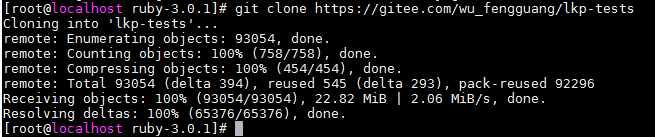 [root@localhost ruby-3.0.1]# git clone https://gitee.com/wu_fengguang/lkp-tests
Cloning into 'lkp-tests'...
remote: Enumerating objects: 93054, done.
remote: Counting objects: 100% (758/758), done.
remote: Compressing objects: 100% (454/454), done.
remote: Total 93054 (delta 394), reused 545 (delta 293), pack-reused 92296
Receiving objects: 100% (93054/93054), 22.82 MiB | 2.06 MiB/s, done.
Resolving deltas: 100% (65376/65376), done.
[root@localhost ruby-3.0.1]#